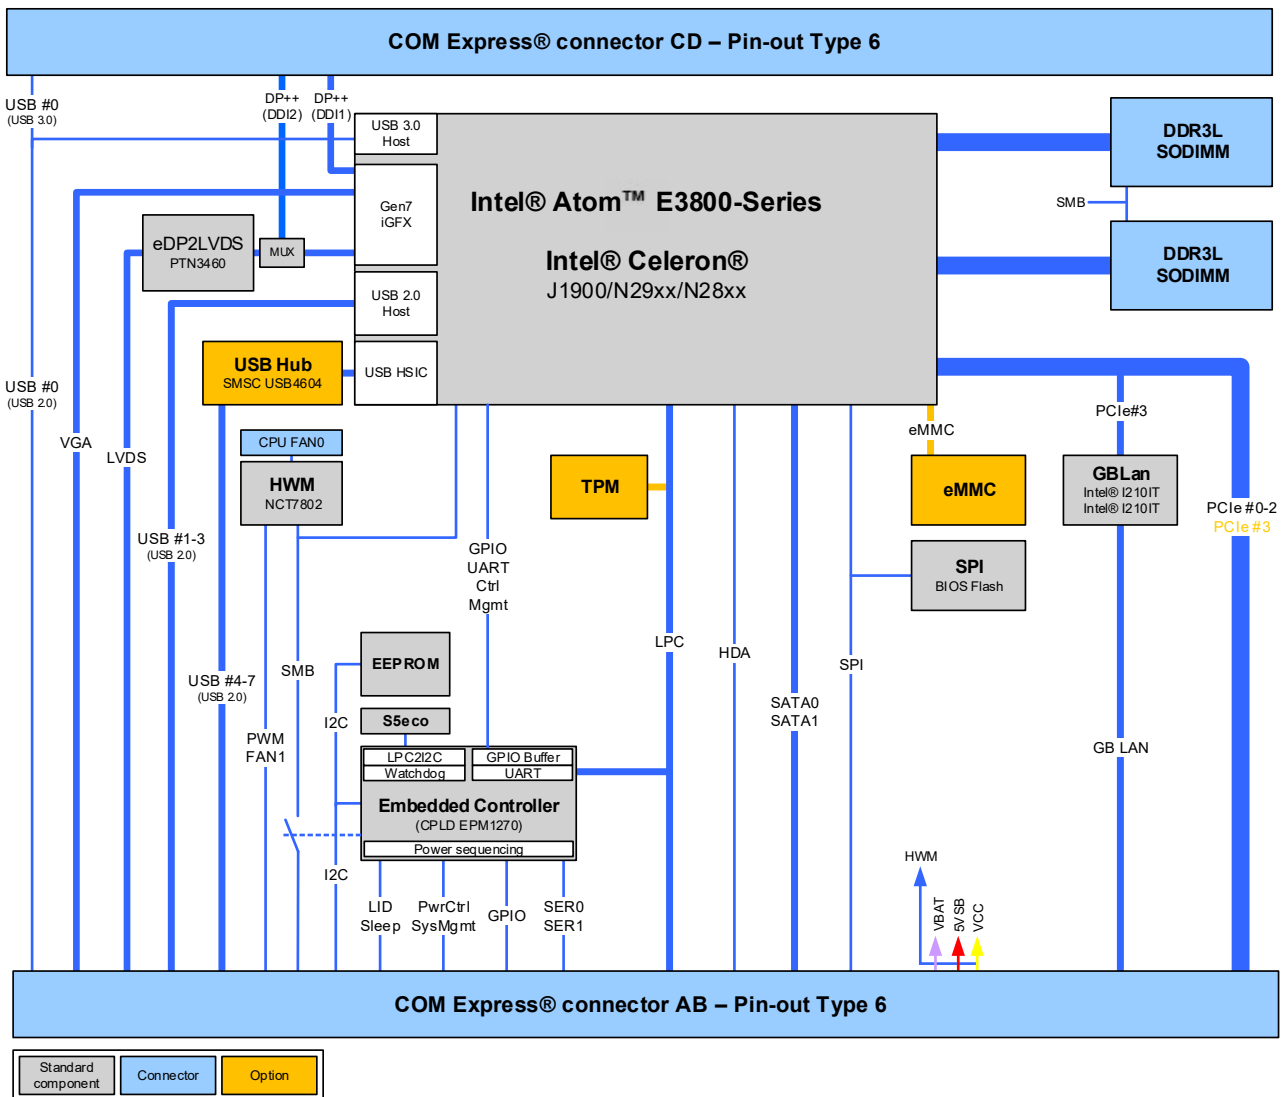 COM Express® connector CD – Pin-out Type 6
USB #0
(USB 3.0)
DP++
(DDI2)
DP++
(DDI1)
USB 3.0
Host
Gen7
iGFX
Intel® Atom™ E3800-Series
Intel® Celeron®
J1900/N29xx/N28xx
DDR3L
SODIMM
SMB
DDR3L
SODIMM
eDP2LVDS
PTN3460
MUX
USB 2.0
Host
USB Hub
SMSC USB4604
USB HSIC
USB #0
(USB 2.0)
VGA
LVDS
CPU FAN0
HWM
NCT7802
TPM
eMMC
eMMC
PCIe#3
GBLan
Intel® I210IT
Intel® I210IT
PCIe #0-2
PCIe #3
USB #1-3
(USB 2.0)
GPIO
UART
Ctrl
Mgmt
SPI
BIOS Flash
USB #4-7
(USB 2.0)
SMB
EEPROM
LPC
HDA
SPI
SATA0
SATA1
I2C
S5eco
PWM
FAN1
LPC2I2C
Watchdog
GPIO Buffer
UART
Embedded Controller
(CPLD EPM1270)
Power sequencing
GB LAN
I2C
LID
Sleep
PwrCtrl
SysMgmt
GPIO
SER0
SER1
HWM
VBAT
5VSB
VCC
COM Express® connector AB – Pin-out Type 6
Standard
component
Connector
Option